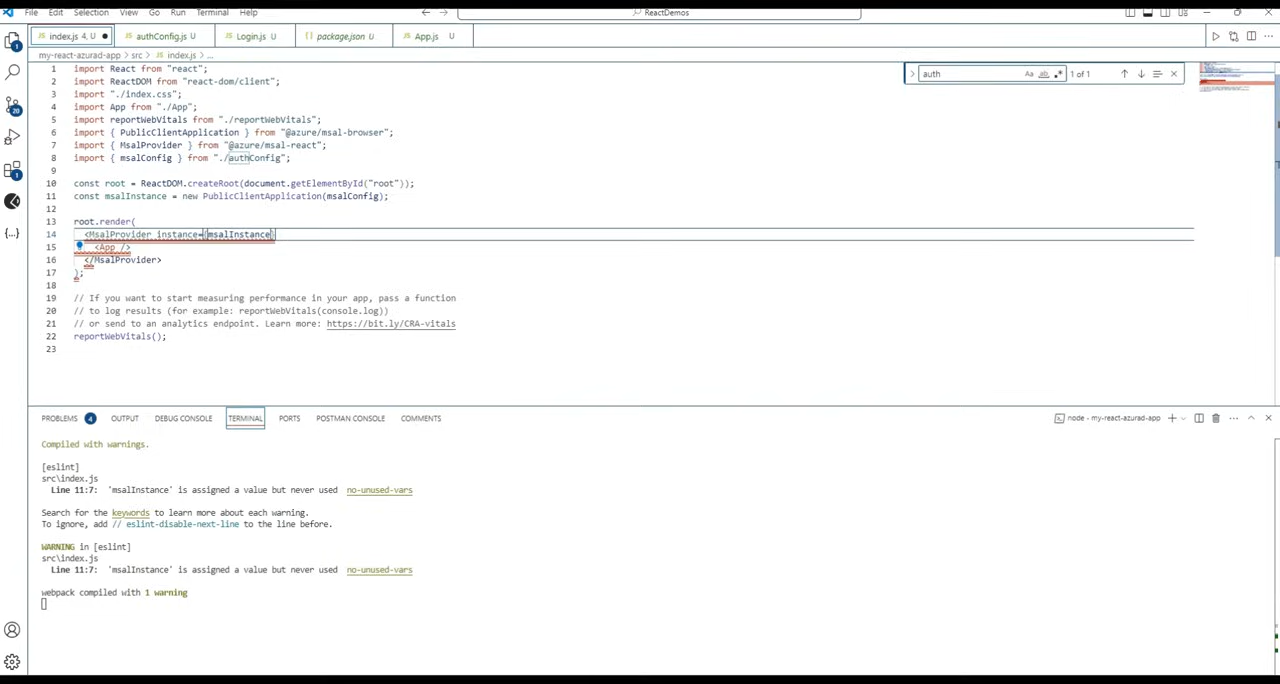 File Edit Selection View Go Run Terminal Help
ReactDemos
index.js 4, U
authConfig.js U
Login.js U
package.json U
App.js U
my-react-azurad-app > src > index.js > ...
auth
Aa ab .* 1 of 1
1 import React from "react";
2 import ReactDOM from "react-dom/client";
3 import "./index.css";
4 import App from "./App";
5 import reportWebVitals from "./reportWebVitals";
6 import { PublicClientApplication } from "@azure/msal-browser";
7 import { MsalProvider } from "@azure/msal-react";
8 import { msalConfig } from "./authConfig";
9
10 const root = ReactDOM.createRoot(document.getElementById("root"));
11 const msalInstance = new PublicClientApplication(msalConfig);
12
13 root.render(
14 <MsalProvider instance={msalInstance}
15 <App />
16 </MsalProvider>
17 );
18
19 // If you want to start measuring performance in your app, pass a function
20 // to log results (for example: reportWebVitals(console.log))
21 // or send to an analytics endpoint. Learn more: https://bit.ly/CRA-vitals
22 reportWebVitals();
23
PROBLEMS 4 OUTPUT DEBUG CONSOLE TERMINAL PORTS POSTMAN CONSOLE COMMENTS
node - my-react-azurad-app
Compiled with warnings.
[eslint]
src\index.js
Line 11:7: 'msalInstance' is assigned a value but never used no-unused-vars
Search for the keywords to learn more about each warning.
To ignore, add // eslint-disable-next-line to the line before.
WARNING in [eslint]
src\index.js
Line 11:7: 'msalInstance' is assigned a value but never used no-unused-vars
webpack compiled with 1 warning